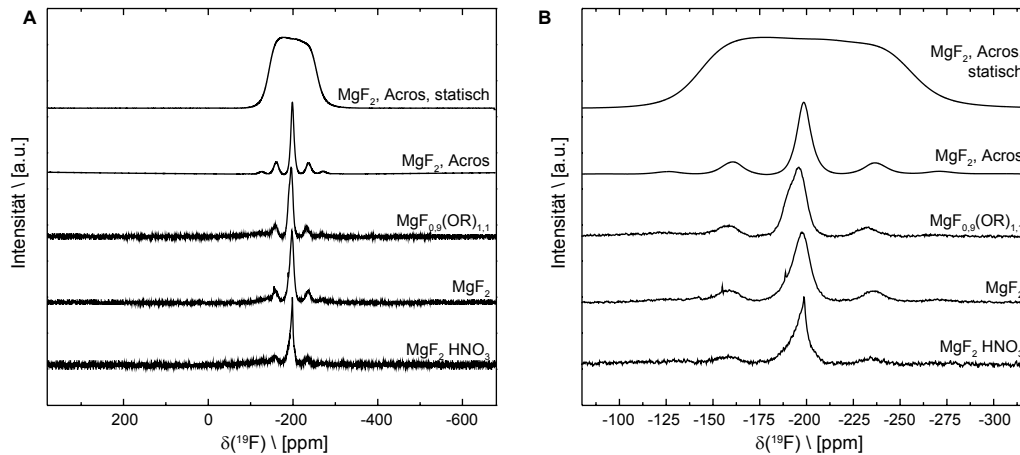 A
MgF2, Acros, statisch
MgF2, Acros
MgF0,9(OR)1,1
MgF2
MgF2 HNO3
Intensität \ [a.u.]
200 0 -200 -400 -600
δ(19F) \ [ppm]
B
MgF2, Acros
statisch
MgF2, Acros
MgF0,9(OR)1,1
MgF2
MgF2 HNO3
Intensität \ [a.u.]
-100 -125 -150 -175 -200 -225 -250 -275 -300
δ(19F) \ [ppm]